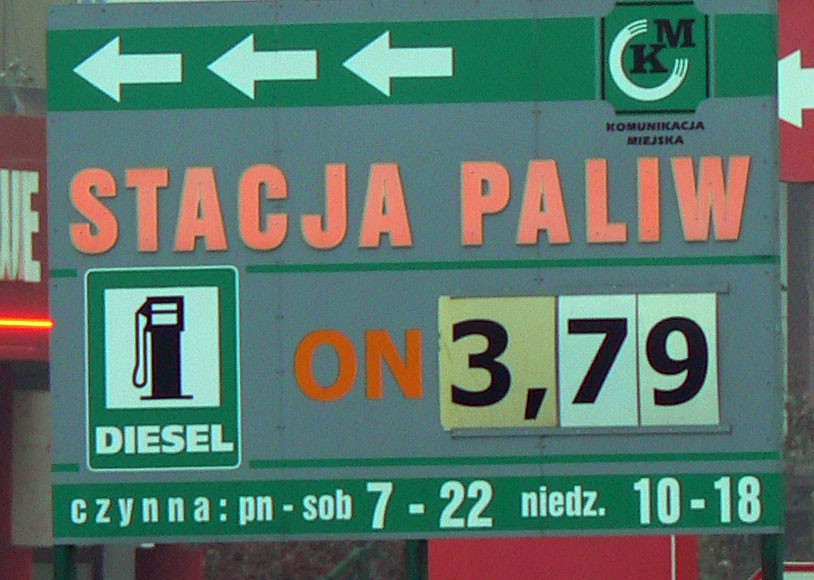 KM
KOMUNIKACJA
MIEJSKA
STACJA PALIW
ON 3,79
DIESEL
czynna: pn - sob 7 - 22 niedz. 10 - 18